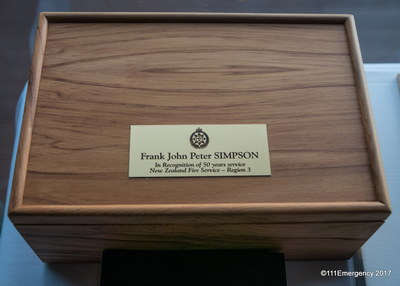 Frank John Peter SIMPSON
In Recognition of 50 years service
New Zealand Fire Service – Region 3
©111Emergency 2017